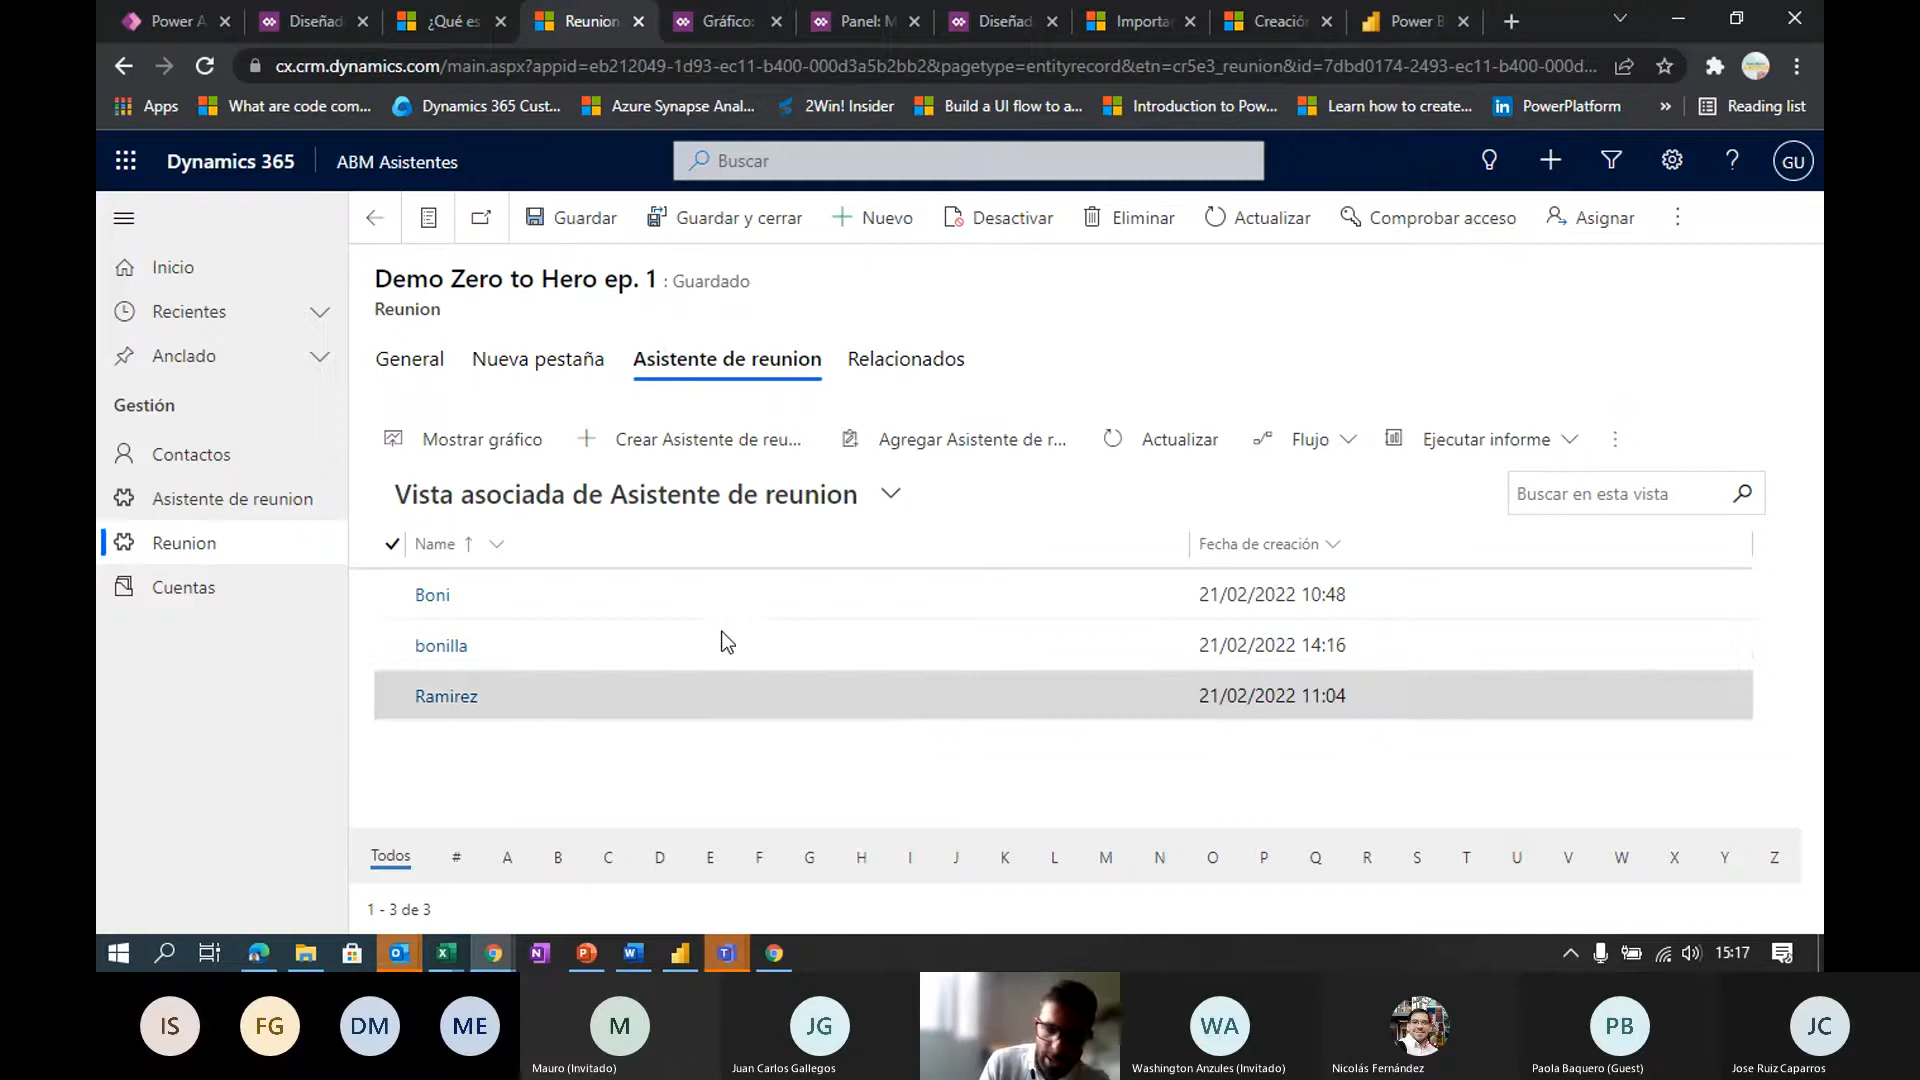 Power A
Diseñad
¿Qué es
Reunion
Gráfico:
Panel: M
Diseñad
Importa
Creación
Power B
cx.crm.dynamics.com/main.aspx?appid=eb212049-1d93-ec11-b400-000d3a5b2bb2&pagetype=entityrecord&etn=cr5e3_reunion&id=7dbd0174-2493-ec11-b400-000d...
Apps
What are code com...
Dynamics 365 Cust...
Azure Synapse Anal...
2Win! Insider
Build a UI flow to a...
Introduction to Pow...
Learn how to create...
in PowerPlatform
»
Reading list
Dynamics 365
ABM Asistentes
Buscar
GU
Guardar
Guardar y cerrar
Nuevo
Desactivar
Eliminar
Actualizar
Comprobar acceso
Asignar
Inicio
Recientes
Anclado
Gestión
Contactos
Asistente de reunion
Reunion
Cuentas
Demo Zero to Hero ep. 1 : Guardado
Reunion
General
Nueva pestaña
Asistente de reunion
Relacionados
Mostrar gráfico
Crear Asistente de reu...
Agregar Asistente de r...
Actualizar
Flujo
Ejecutar informe
Vista asociada de Asistente de reunion
Buscar en esta vista
Name ↑
Fecha de creación
Boni 21/02/2022 10:48
bonilla 21/02/2022 14:16
Ramirez 21/02/2022 11:04
Todos # A B C D E F G H I J K L M N O P Q R S T U V W X Y Z
1 - 3 de 3
15:17
IS
FG
DM
ME
M
JG
WA
PB
JC
Mauro (Invitado)
Juan Carlos Gallegos
Washington Anzules (Invitado)
Nicolás Fernández
Paola Baquero (Guest)
Jose Ruiz Caparros